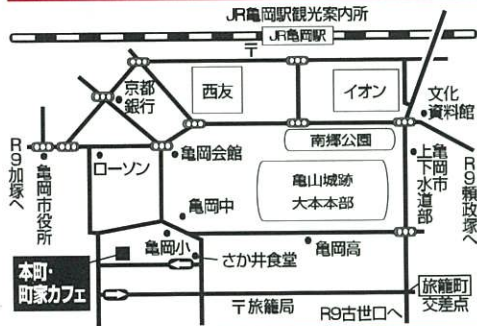 JR亀岡駅観光案内所
JR亀岡駅
〒
京都
銀行
西友
イオン
文化
資料館
南郷公園
亀岡会館
ローソン
亀山城跡
大本本部
亀岡市
上下水道部
R9頼政塚へ
R9加塚へ
亀岡市役所
亀岡中
亀岡小
さか井食堂
亀岡高
本町・
町家カフェ
〒旅籠局
R9古世口へ
旅籠町
交差点